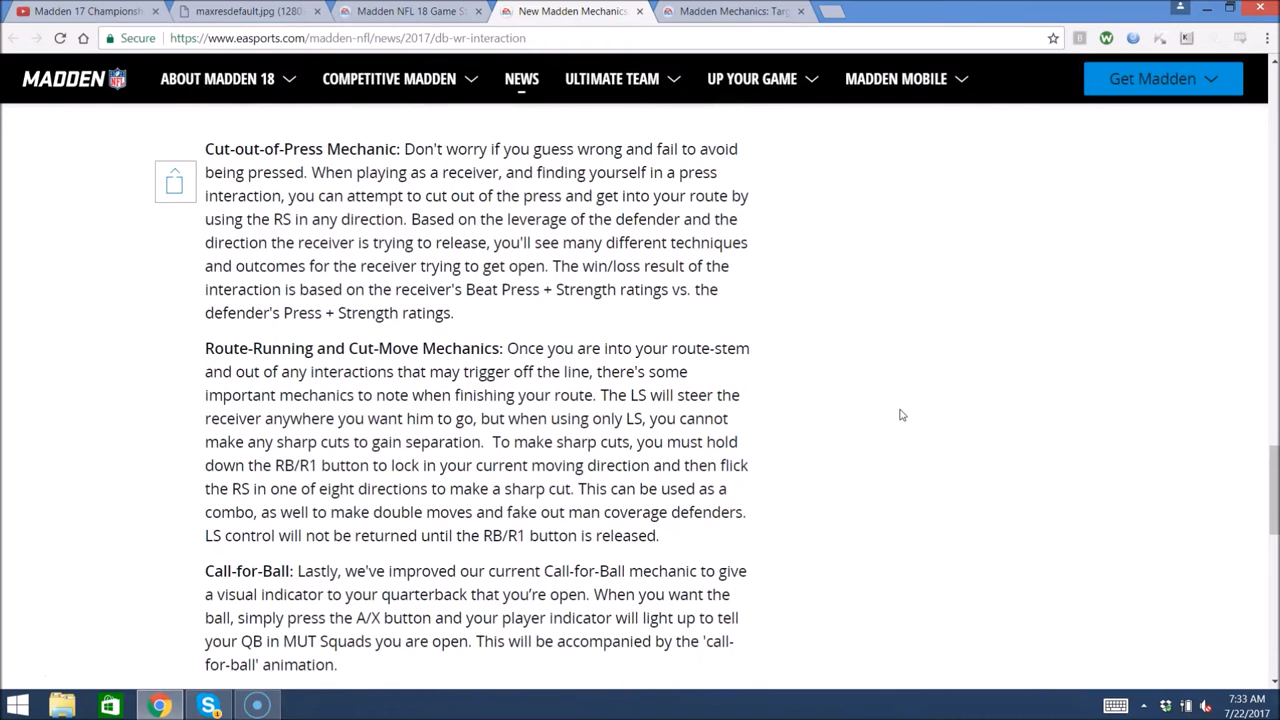 Madden 17 Championsh
maxresdefault.jpg (1280
Madden NFL 18 Game S
New Madden Mechanics
Madden Mechanics: Tar
Secure
https://www.easports.com/madden-nfl/news/2017/db-wr-interaction
MADDEN NFL
ABOUT MADDEN 18
COMPETITIVE MADDEN
NEWS
ULTIMATE TEAM
UP YOUR GAME
MADDEN MOBILE
Get Madden
Cut-out-of-Press Mechanic: Don't worry if you guess wrong and fail to avoid
being pressed. When playing as a receiver, and finding yourself in a press
interaction, you can attempt to cut out of the press and get into your route by
using the RS in any direction. Based on the leverage of the defender and the
direction the receiver is trying to release, you'll see many different techniques
and outcomes for the receiver trying to get open. The win/loss result of the
interaction is based on the receiver's Beat Press + Strength ratings vs. the
defender's Press + Strength ratings.
Route-Running and Cut-Move Mechanics: Once you are into your route-stem
and out of any interactions that may trigger off the line, there's some
important mechanics to note when finishing your route. The LS will steer the
receiver anywhere you want him to go, but when using only LS, you cannot
make any sharp cuts to gain separation. To make sharp cuts, you must hold
down the RB/R1 button to lock in your current moving direction and then flick
the RS in one of eight directions to make a sharp cut. This can be used as a
combo, as well to make double moves and fake out man coverage defenders.
LS control will not be returned until the RB/R1 button is released.
Call-for-Ball: Lastly, we've improved our current Call-for-Ball mechanic to give
a visual indicator to your quarterback that you're open. When you want the
ball, simply press the A/X button and your player indicator will light up to tell
your QB in MUT Squads you are open. This will be accompanied by the 'call-
for-ball' animation.
7:33 AM
7/22/2017